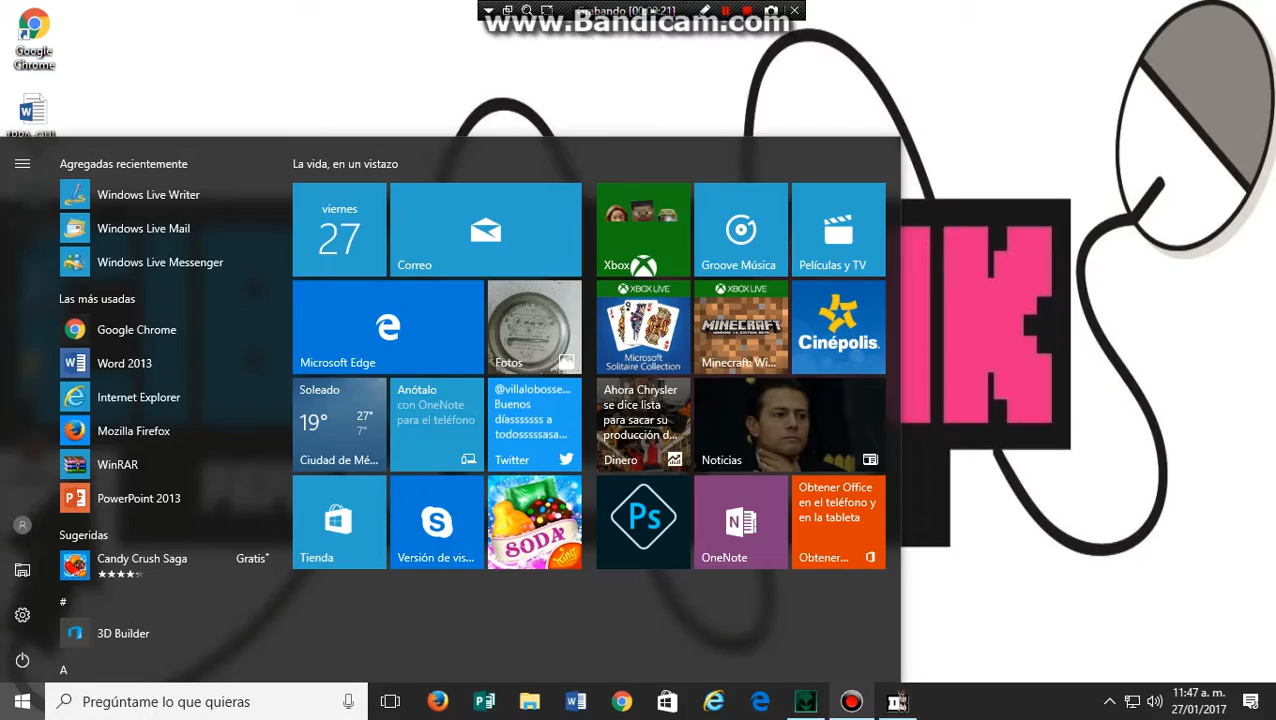 Grabando
www.Bandicam.com
Google
Chrome
Agregadas recientemente
Windows Live Writer
Windows Live Mail
Windows Live Messenger
Las más usadas
Google Chrome
Word 2013
Internet Explorer
Mozilla Firefox
WinRAR
PowerPoint 2013
Sugeridas
Candy Crush Saga
Gratis*
#
3D Builder
A
La vida, en un vistazo
viernes
27
Correo
Microsoft Edge
Fotos
Soleado
19°
27°
7°
Ciudad de Mé...
Anótalo
con OneNote
para el teléfono
@villalobosse...
Buenos
díasssssss a
todosssssasa...
Twitter
Tienda
Versión de vis...
SODA
King
Xbox
Groove Música
Películas y TV
XBOX LIVE
Microsoft
Solitaire Collection
XBOX LIVE
MINECRAFT
Minecraft: Wi...
Cinépolis.
Ahora Chrysler
se dice lista
para sacar su
producción d...
Dinero
Noticias
Ps
OneNote
Obtener Office
en el teléfono y
en la tableta
Obtener...
K
Pregúntame lo que quieras
11:47 a. m.
27/01/2017